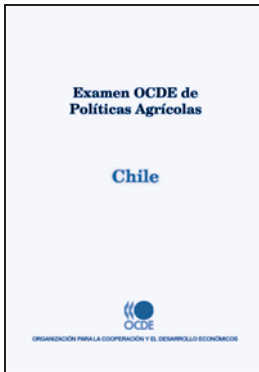 Examen OCDE de
Políticas Agrícolas
Chile
OCDE
ORGANIZACIÓN PARA LA COOPERACIÓN Y EL DESARROLLO ECONÓMICOS